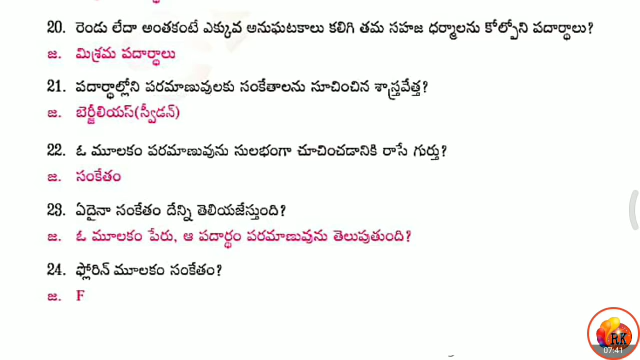 20. రెండు లేదా అంతకంటే ఎక్కువ అనుఘటకాలు కలిగి తమ సహజ ధర్మాలను కోల్పోని పదార్థాలు?
జ. మిశ్రమ పదార్థాలు
21. పదార్థాల్లోని పరమాణువులకు సంకేతాలను సూచించిన శాస్త్రవేత్త?
జ. బెర్జీలియస్(స్వీడన్)
22. ఓ మూలకం పరమాణువును సులభంగా చూచించడానికి రాసే గుర్తు?
జ. సంకేతం
23. ఏదైనా సంకేతం దేన్ని తెలియజేస్తుంది?
జ. ఓ మూలకం పేరు, ఆ పదార్థం పరమాణువును తెలుపుతుంది?
24. ఫ్లోరిన్ మూలకం సంకేతం?
జ. F
RK
07:41